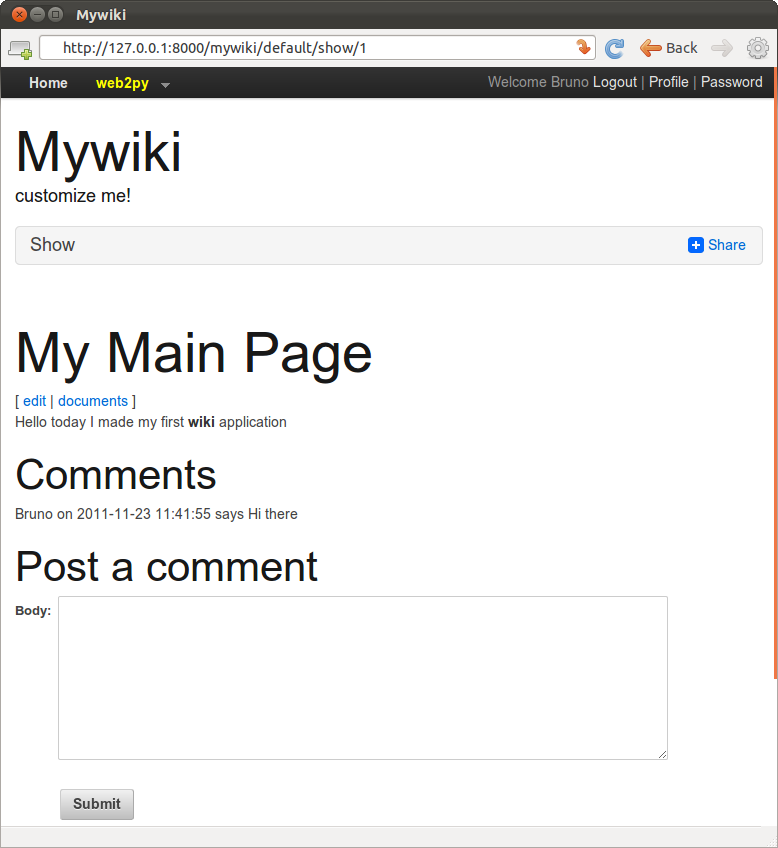 Mywiki
http://127.0.0.1:8000/mywiki/default/show/1 Back
Home web2py Welcome Bruno Logout | Profile | Password
Mywiki
customize me!
Show Share
My Main Page
[ edit | documents ]
Hello today I made my first wiki application
Comments
Bruno on 2011-11-23 11:41:55 says Hi there
Post a comment
Body:
Submit